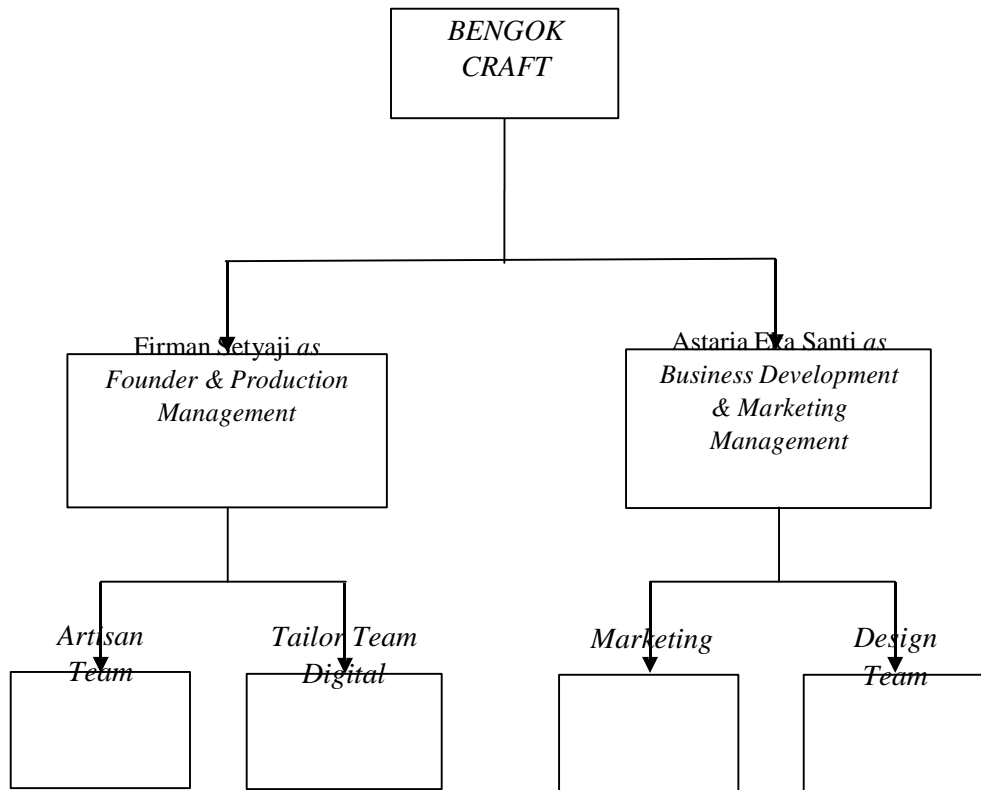 BENGOK
CRAFT
Firman Setyaji as
Founder & Production
Management
Astaria Eka Santi as
Business Development
& Marketing
Management
Artisan
Team
Tailor Team
Digital
Marketing
Design
Team